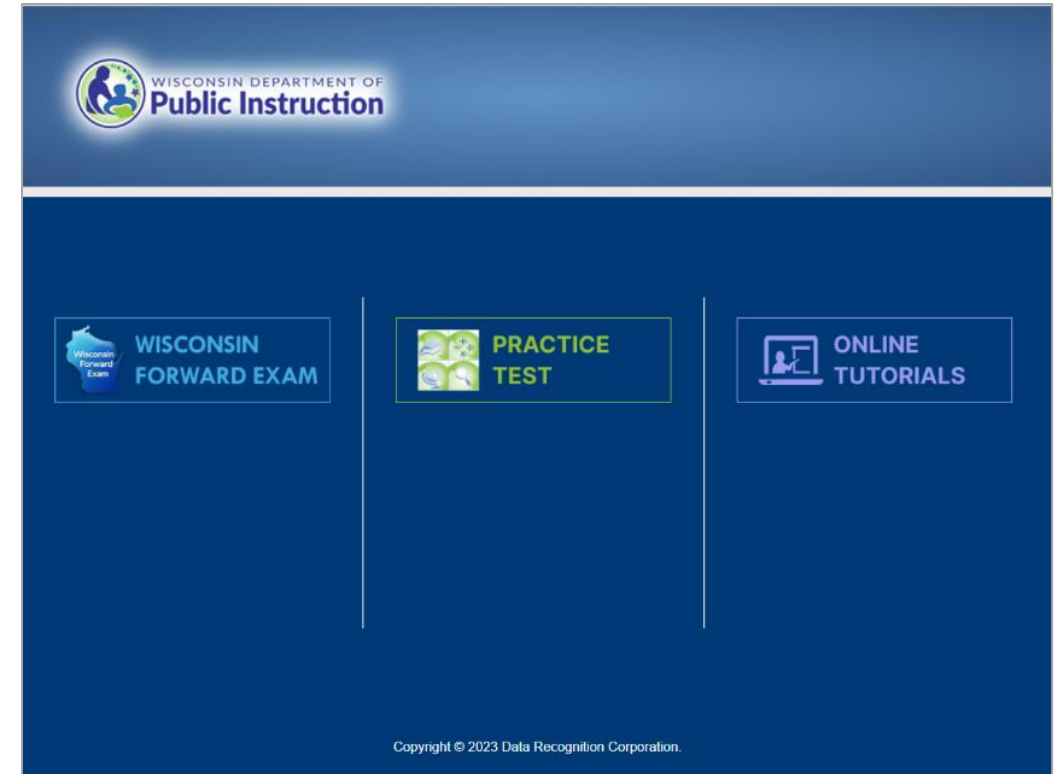 WISCONSIN DEPARTMENT OF
Public Instruction
Wisconsin
Forward
Exam
WISCONSIN
FORWARD EXAM
PRACTICE
TEST
ONLINE
TUTORIALS
Copyright © 2023 Data Recognition Corporation.